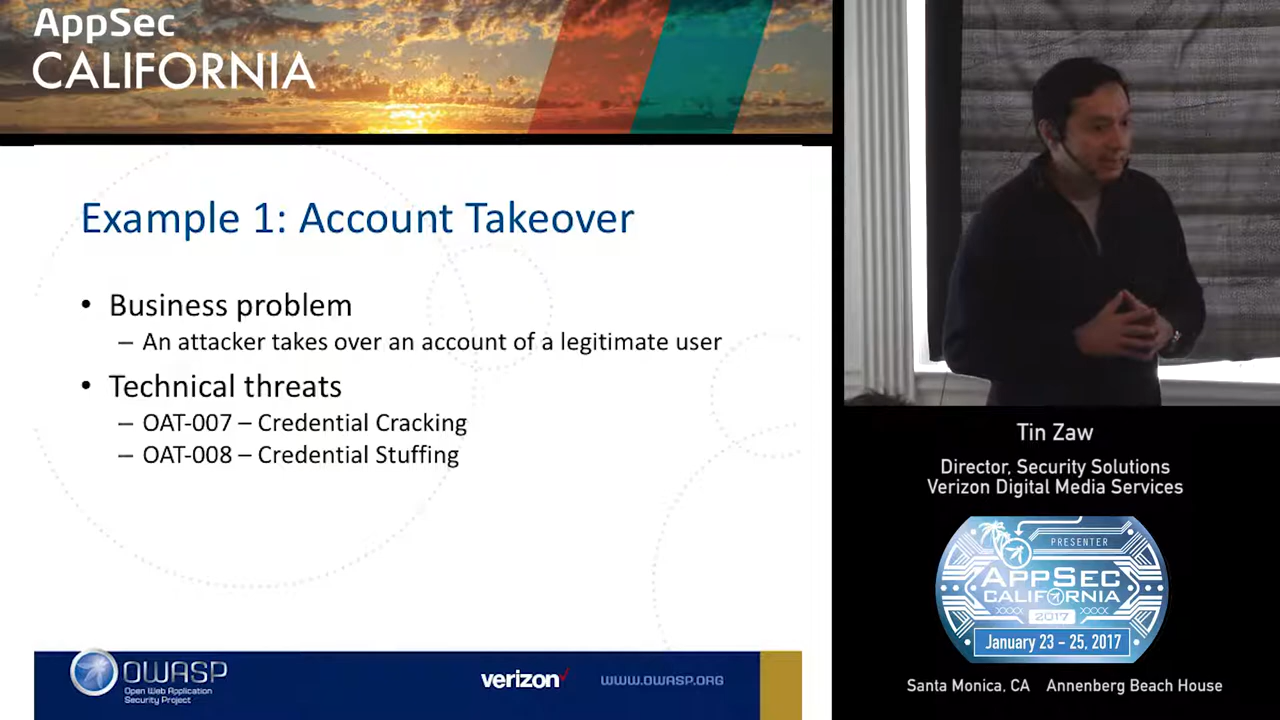 AppSec
CALIFORNIA
Example 1: Account Takeover
• Business problem
– An attacker takes over an account of a legitimate user
• Technical threats
– OAT-007 – Credential Cracking
– OAT-008 – Credential Stuffing
OWASP
Open Web Application
Security Project
verizon
WWW.OWASP.ORG
Tin Zaw
Director, Security Solutions
Verizon Digital Media Services
PRESENTER
APPSEC
CALIFORNIA
2017
January 23 - 25, 2017
Santa Monica, CA Annenberg Beach House